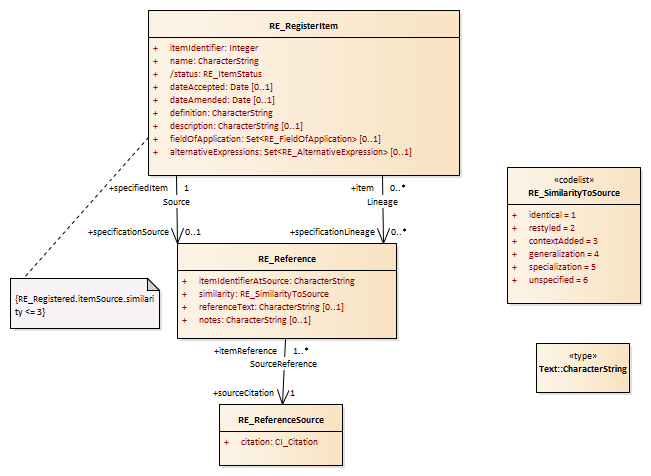 RE_RegisterItem
+ itemIdentifier: Integer
+ name: CharacterString
+ /status: RE_ItemStatus
+ dateAccepted: Date [0..1]
+ dateAmended: Date [0..1]
+ definition: CharacterString
+ description: CharacterString [0..1]
+ fieldOfApplication: Set<RE_FieldOfApplication> [0..1]
+ alternativeExpressions: Set<RE_AlternativeExpression> [0..1]
+specifiedItem 1
Source
+specificationSource 0..1
+item 0..*
Lineage
+specificationLineage 0..*
RE_Reference
+ itemIdentifierAtSource: CharacterString
+ similarity: RE_SimilarityToSource
+ referenceText: CharacterString [0..1]
+ notes: CharacterString [0..1]
{RE_Registered.itemSource.similari
ty <= 3}
+itemReference 1..*
SourceReference
+sourceCitation 1
RE_ReferenceSource
+ citation: CI_Citation
«codelist»
RE_SimilarityToSource
+ identical = 1
+ restyled = 2
+ contextAdded = 3
+ generalization = 4
+ specialization = 5
+ unspecified = 6
«type»
Text::CharacterString